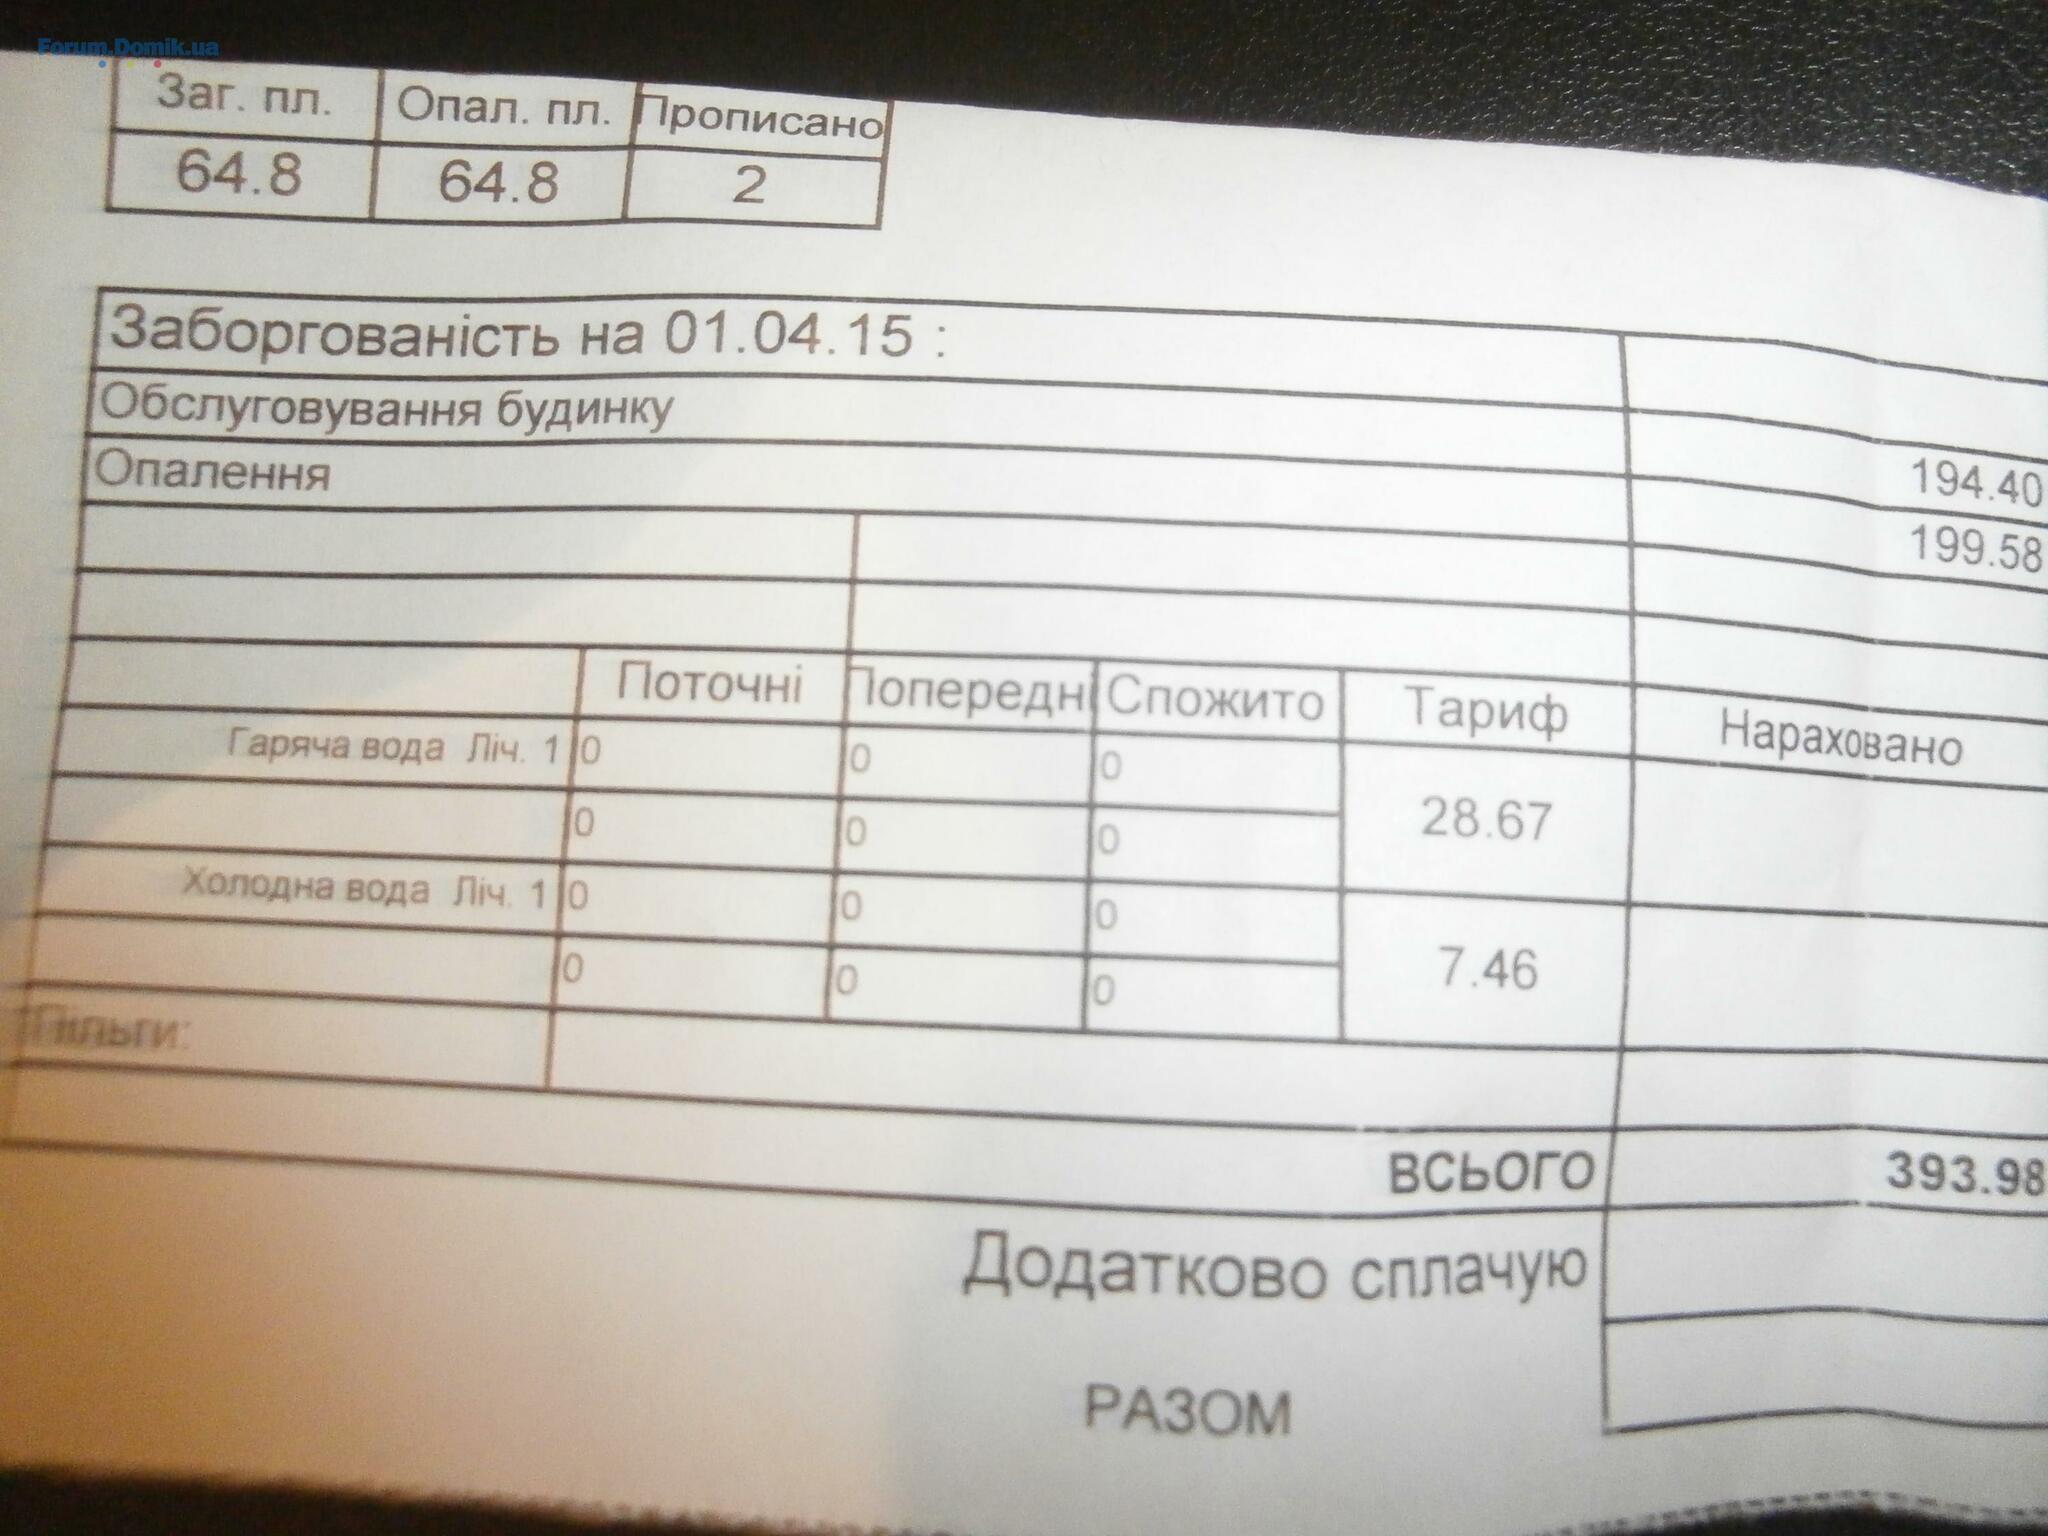 Forum.Domik.ua
Заг. пл. Опал. пл. Прописано
64.8 64.8 2
Заборгованість на 01.04.15 :
Обслуговування будинку 194.40
Опалення 199.58
Поточні Попередні Спожито Тариф Нараховано
Гаряча вода Ліч. 1 0 0 0 28.67
0 0 0
Холодна вода Ліч. 1 0 0 0 7.46
0 0 0
Пільги:
ВСЬОГО 393.98
Додатково сплачую
РАЗОМ